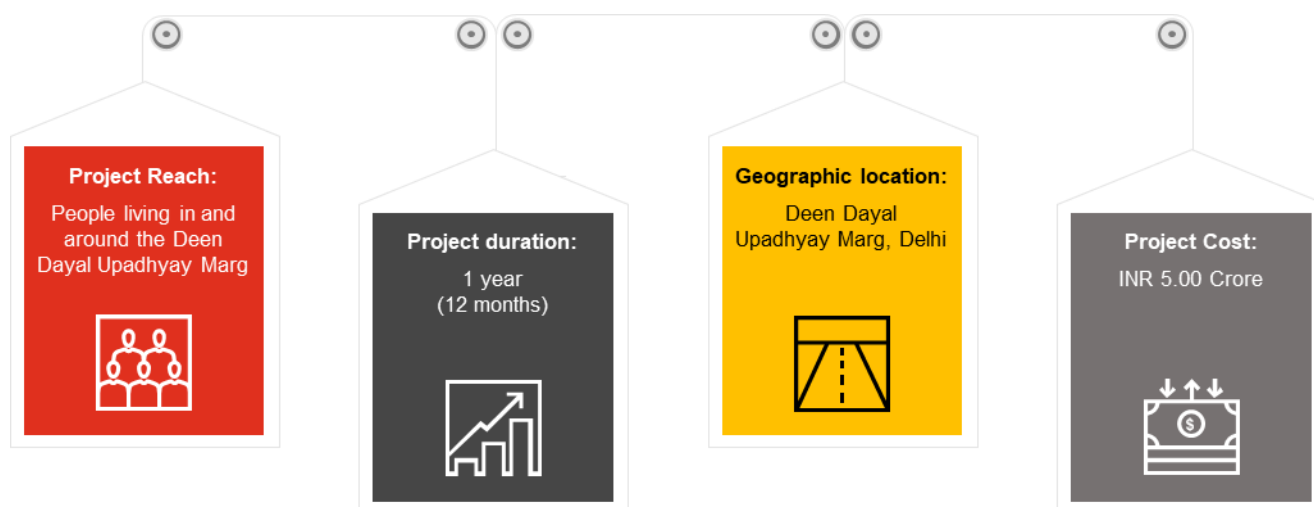 Project Reach:
People living in and
around the Deen
Dayal Upadhyay Marg
Project duration:
1 year
(12 months)
Geographic location:
Deen Dayal
Upadhyay Marg, Delhi
Project Cost:
INR 5.00 Crore
$